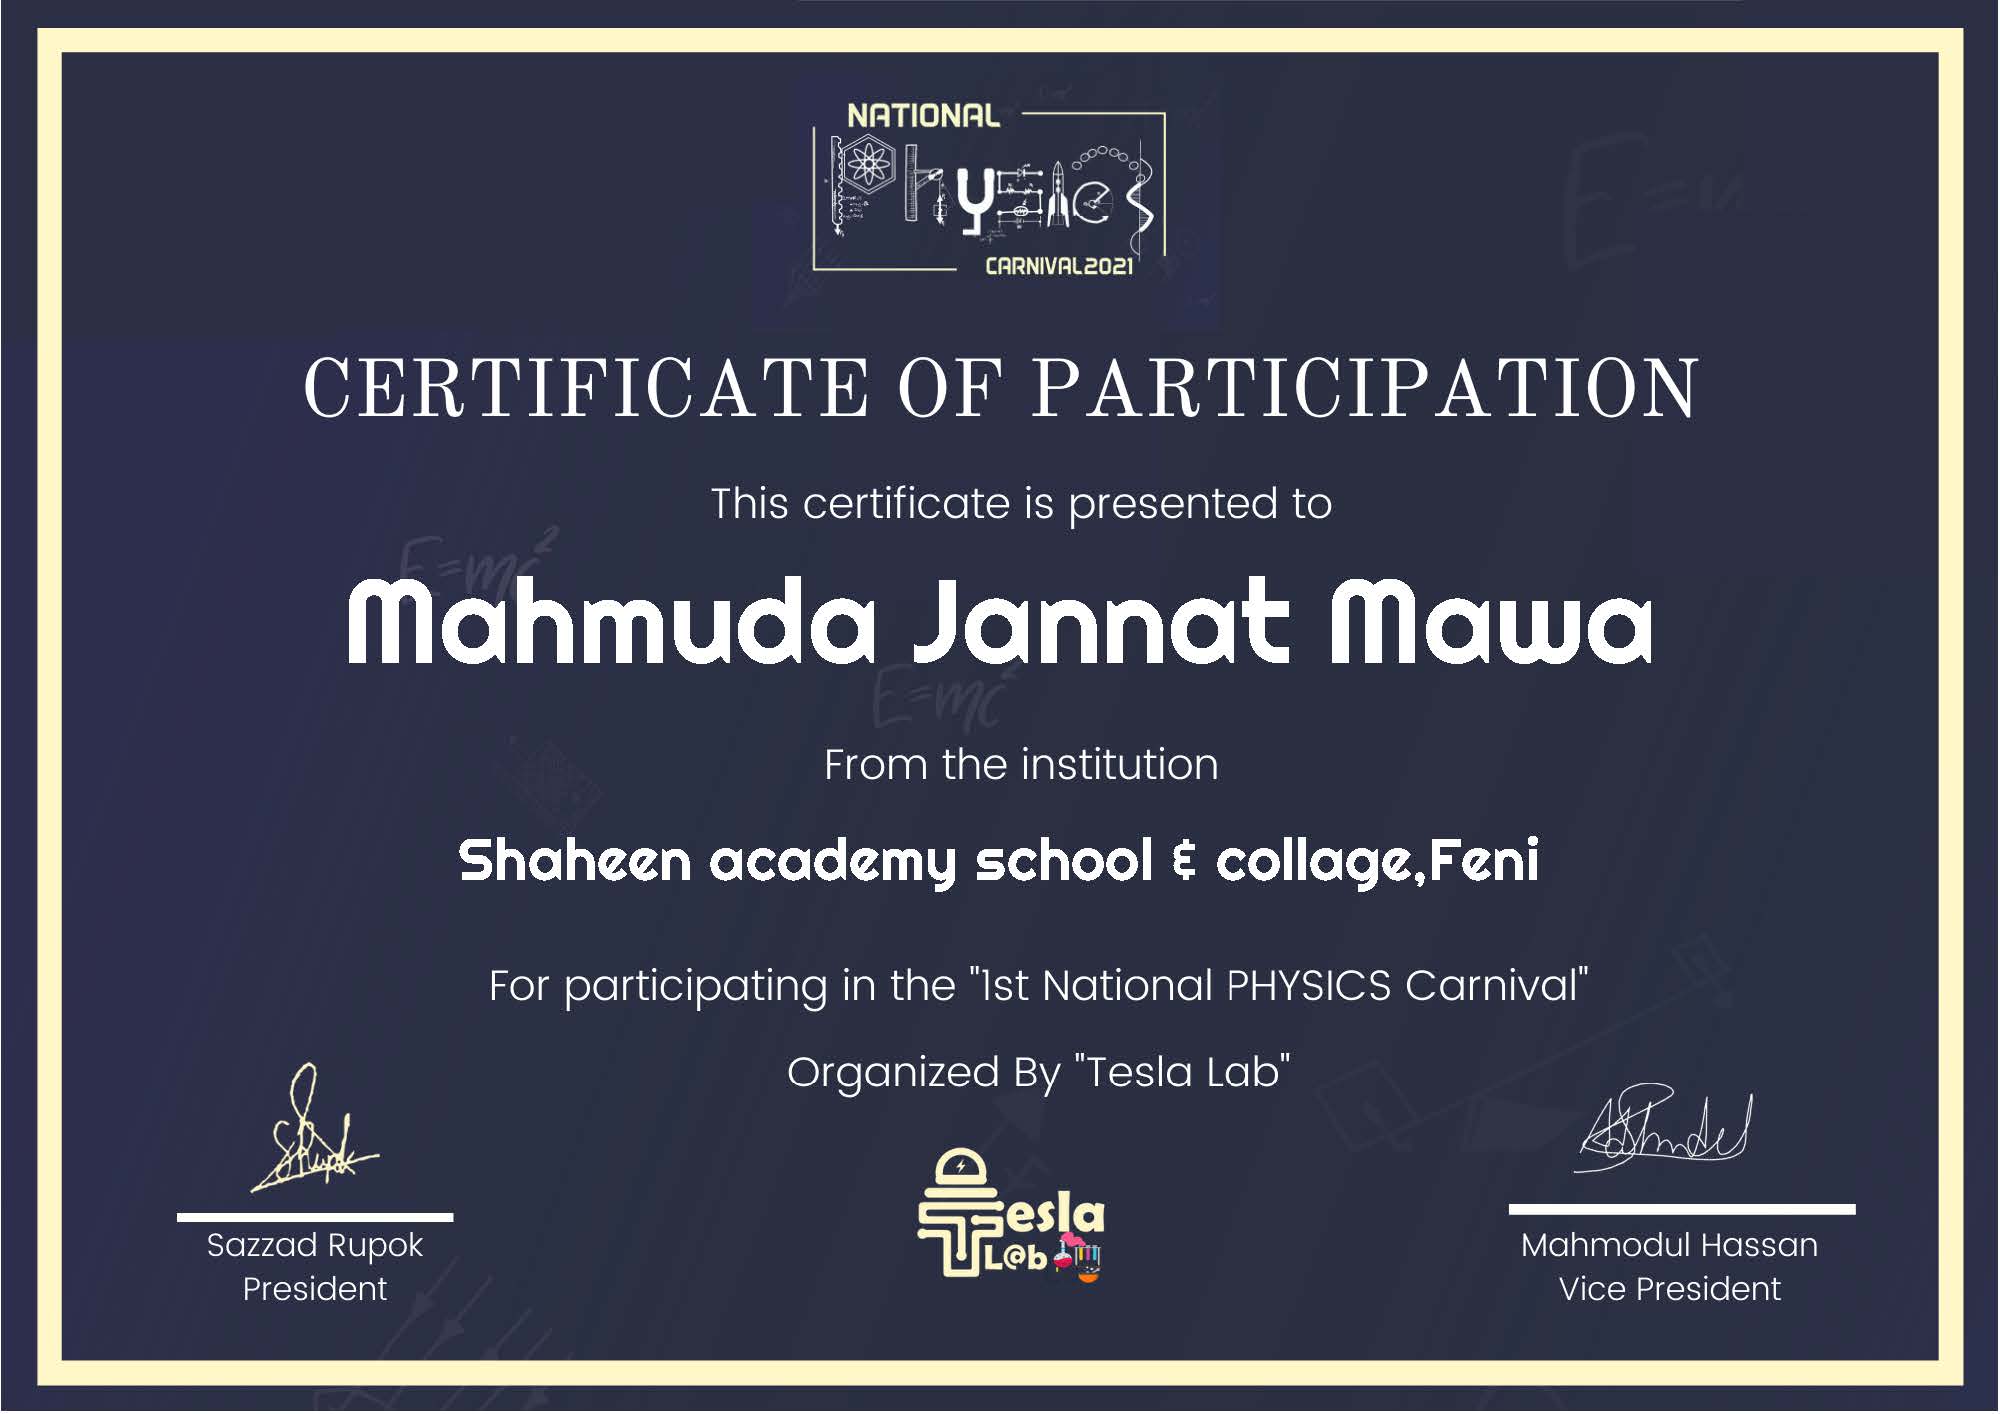 NATIONAL
Physics
CARNIVAL2021
CERTIFICATE OF PARTICIPATION
This certificate is presented to
E=mc²
Mahmuda Jannat Mawa
E=mc²
From the institution
Shaheen academy school & collage,Feni
For participating in the "1st National PHYSICS Carnival"
Organized By "Tesla Lab"
Tesla
L@b
Sazzad Rupok
President
Mahmodul Hassan
Vice President